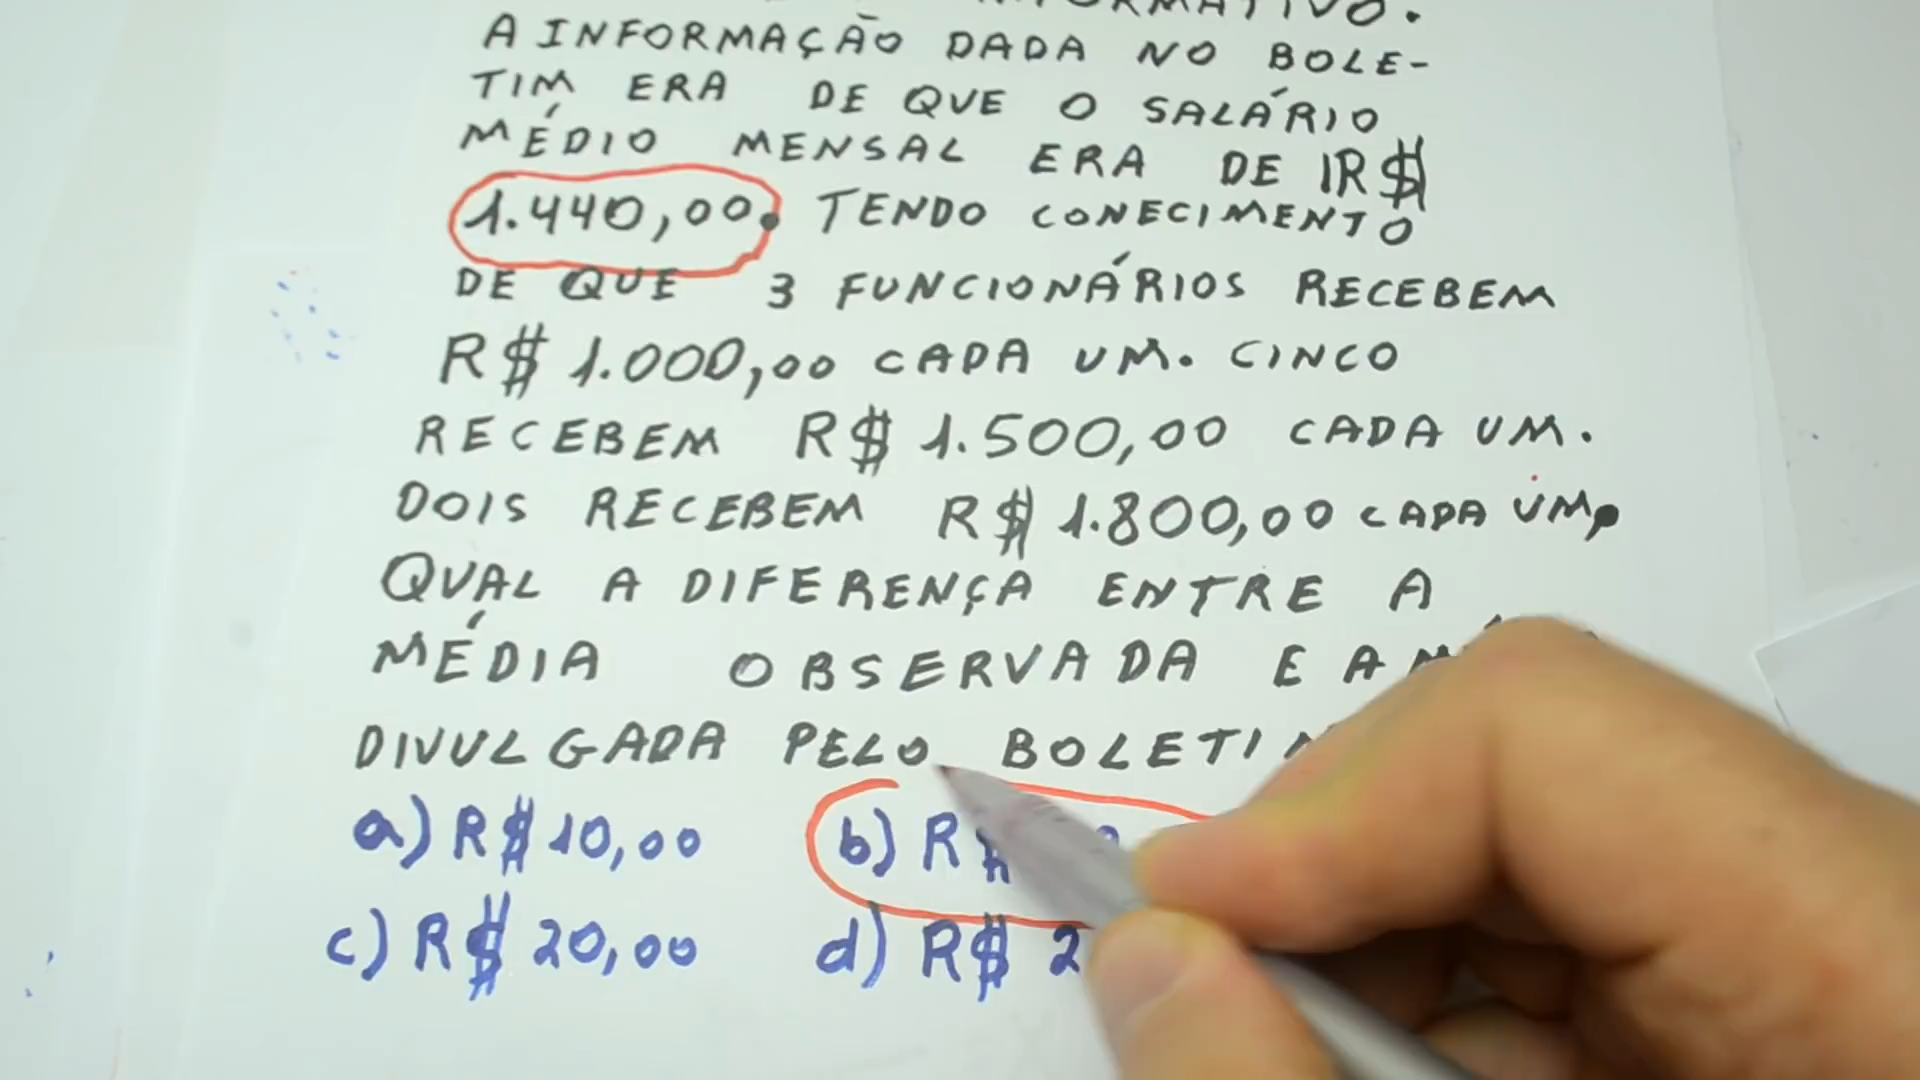 A INFORMAÇÃO DADA NO BOLE-
TIM ERA DE QUE O SALÁRIO
MÉDIO MENSAL ERA DE R$
1.440,00. TENDO CONECIMENTO
DE QUE 3 FUNCIONÁRIOS RECEBEM
R$ 1.000,00 CADA UM. CINCO
RECEBEM R$ 1.500,00 CADA UM.
DOIS RECEBEM R$ 1.800,00 CADA UM,
QUAL A DIFERENÇA ENTRE A
MÉDIA OBSERVADA E A
DIVULGADA PELO
a) R$ 10,00 b)
c) R$ 20,00 d) R$